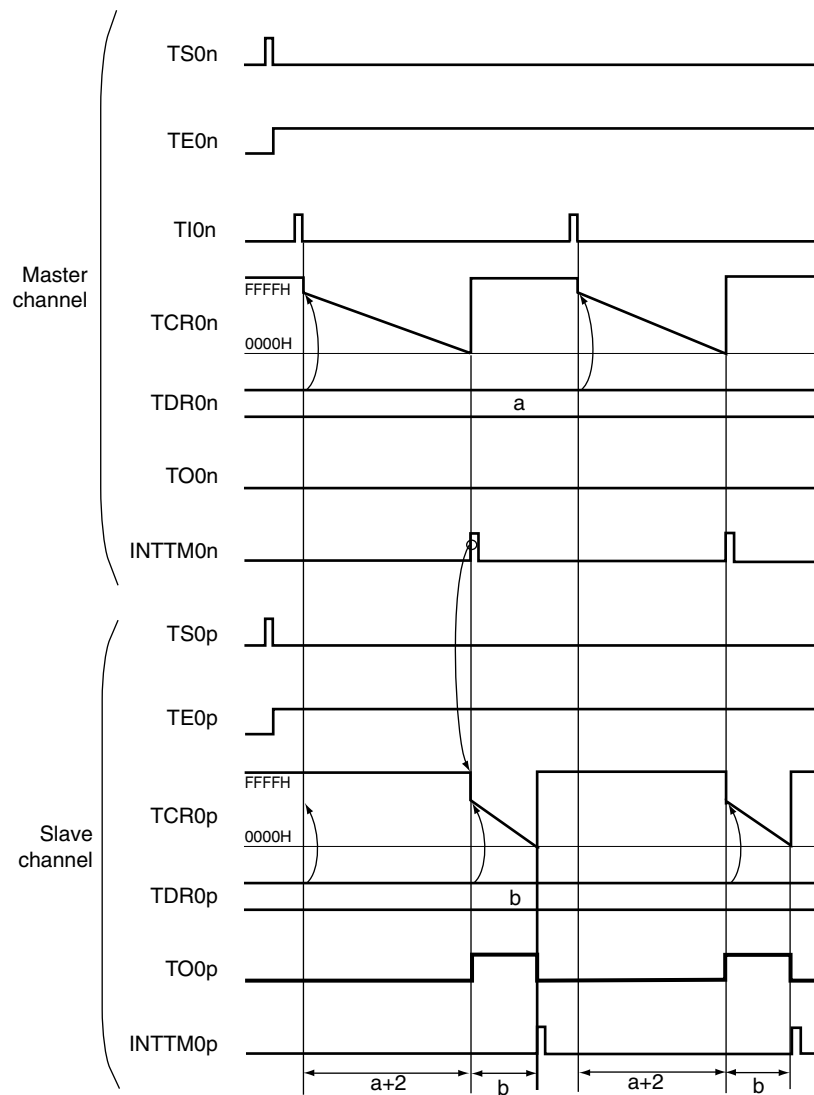 TS0n
TE0n
TI0n
Master
channel
FFFFH
TCR0n
0000H
TDR0n
a
TO0n
INTTM0n
TS0p
TE0p
FFFFH
TCR0p
Slave
channel
0000H
TDR0p
b
TO0p
INTTM0p
a+2
b
a+2
b